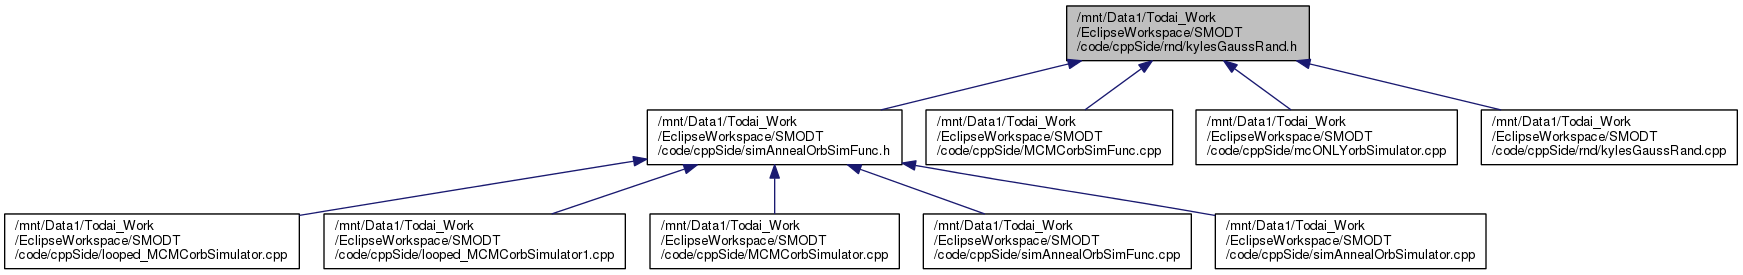 /mnt/Data1/Todai_Work
/EclipseWorkspace/SMODT
/code/cppSide/rnd/kylesGaussRand.h
/mnt/Data1/Todai_Work
/EclipseWorkspace/SMODT
/code/cppSide/simAnnealOrbSimFunc.h
/mnt/Data1/Todai_Work
/EclipseWorkspace/SMODT
/code/cppSide/MCMCorbSimFunc.cpp
/mnt/Data1/Todai_Work
/EclipseWorkspace/SMODT
/code/cppSide/mcONLYorbSimulator.cpp
/mnt/Data1/Todai_Work
/EclipseWorkspace/SMODT
/code/cppSide/rnd/kylesGaussRand.cpp
/mnt/Data1/Todai_Work
/EclipseWorkspace/SMODT
/code/cppSide/looped_MCMCorbSimulator.cpp
/mnt/Data1/Todai_Work
/EclipseWorkspace/SMODT
/code/cppSide/looped_MCMCorbSimulator1.cpp
/mnt/Data1/Todai_Work
/EclipseWorkspace/SMODT
/code/cppSide/MCMCorbSimulator.cpp
/mnt/Data1/Todai_Work
/EclipseWorkspace/SMODT
/code/cppSide/simAnnealOrbSimFunc.cpp
/mnt/Data1/Todai_Work
/EclipseWorkspace/SMODT
/code/cppSide/simAnnealOrbSimulator.cpp